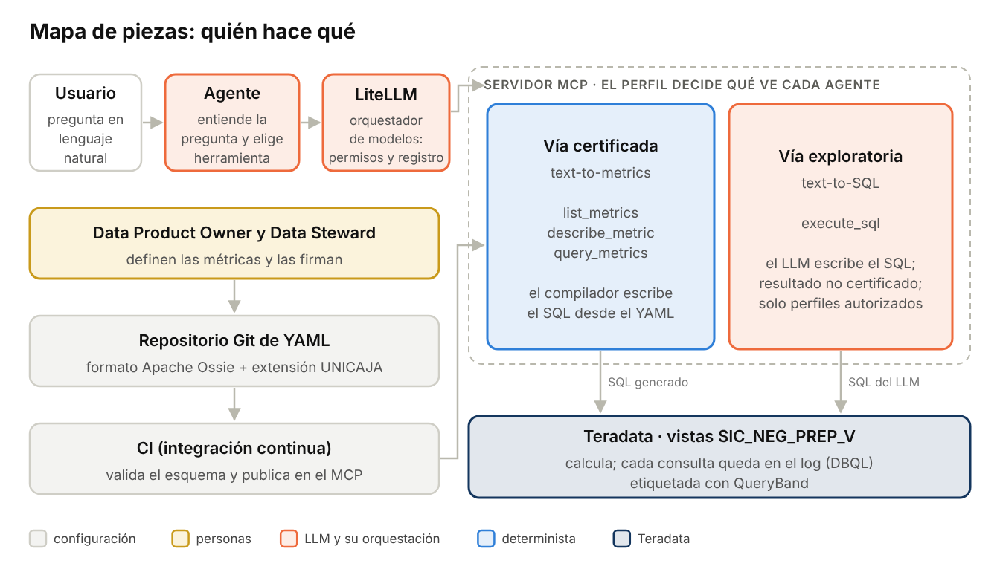 Mapa de piezas: quién hace qué
Usuario
pregunta en
lenguaje
natural
Agente
entiende la
pregunta y elige
herramienta
LiteLLM
orquestador
de modelos:
permisos y registro
SERVIDOR MCP · EL PERFIL DECIDE QUÉ VE CADA AGENTE
Vía certificada
text-to-metrics
list_metrics
describe_metric
query_metrics
el compilador escribe
el SQL desde el YAML
Vía exploratoria
text-to-SQL
execute_sql
el LLM escribe el SQL;
resultado no certificado;
solo perfiles autorizados
Data Product Owner y Data Steward
definen las métricas y las firman
Repositorio Git de YAML
formato Apache Ossie + extensión UNICAJA
CI (integración continua)
valida el esquema y publica en el MCP
SQL generado
SQL del LLM
Teradata · vistas SIC_NEG_PREP_V
calcula; cada consulta queda en el log (DBQL)
etiquetada con QueryBand
configuración
personas
LLM y su orquestación
determinista
Teradata